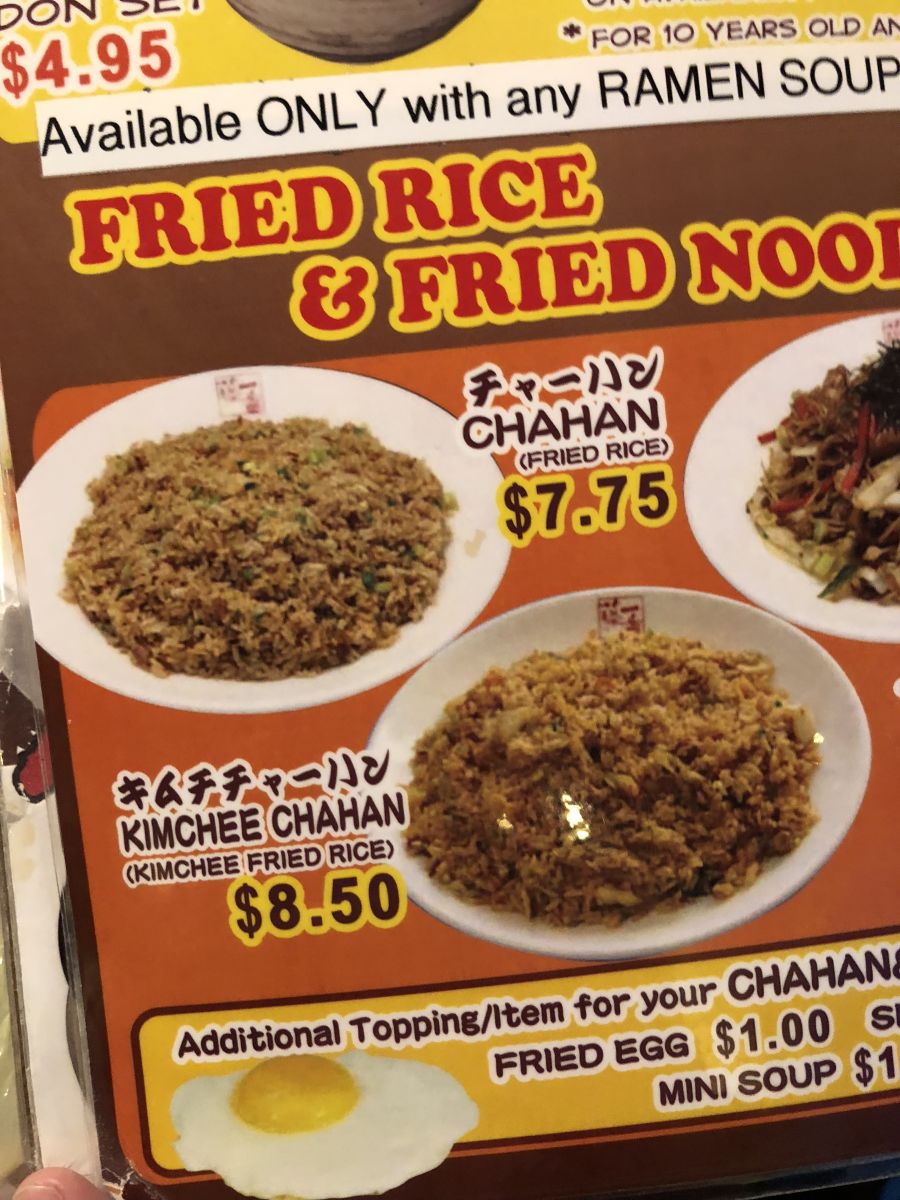 DON SET
$4.95
* FOR 10 YEARS OLD
Available ONLY with any RAMEN SOUP
FRIED RICE
& FRIED
チャーハン
CHAHAN
(FRIED RICE)
$7.75
キムチチャーハン
KIMCHEE CHAHAN
(KIMCHEE FRIED RICE)
$8.50
Additional Topping/Item for your CHAHAN&
FRIED EGG $1.00
MINI SOUP